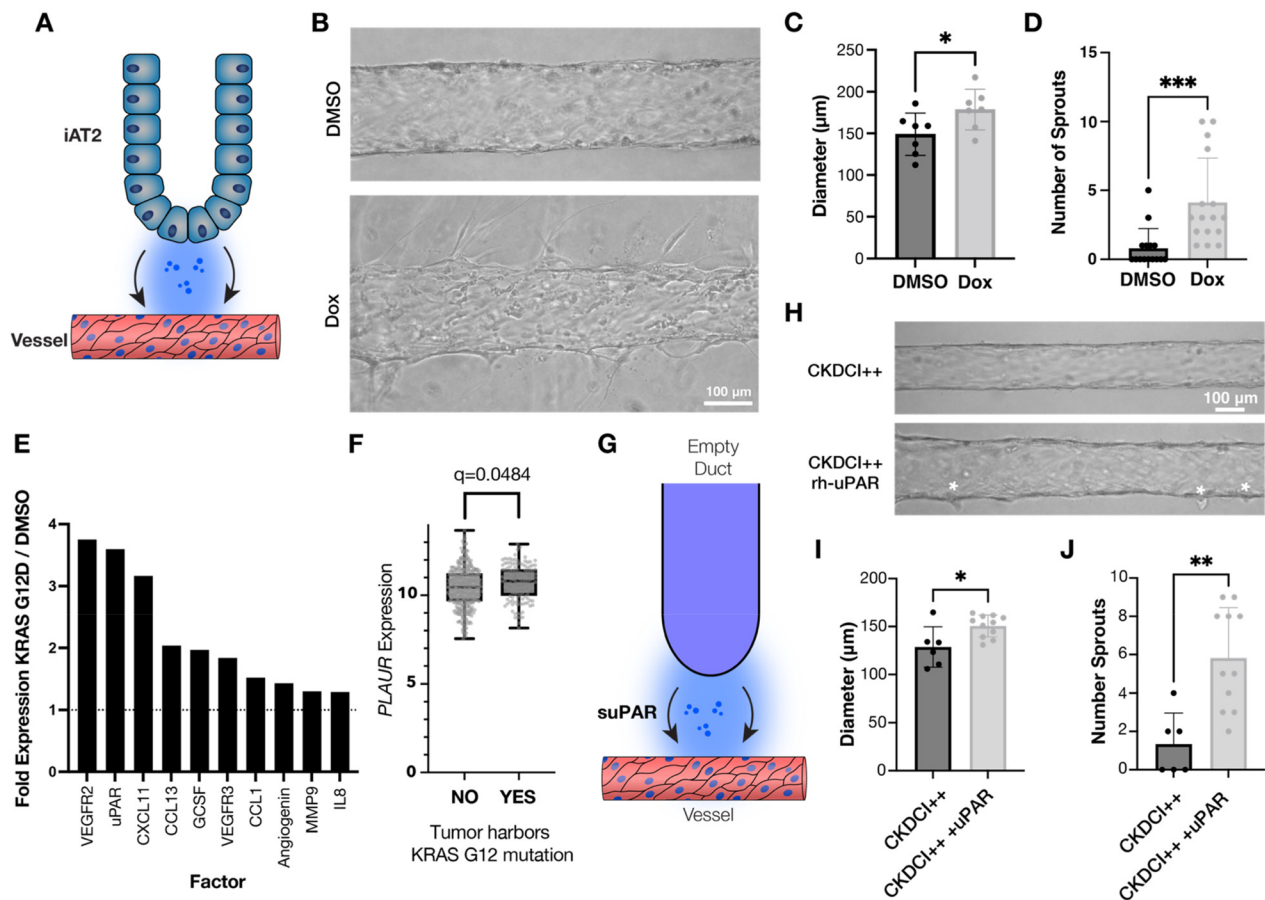 A
iAT2
Vessel
B
DMSO
Dox
100 µm
C
*
Diameter (µm)
250
200
150
100
50
0
DMSO Dox
D
***
Number of Sprouts
15
10
5
0
DMSO Dox
E
Fold Expression KRAS G12D / DMSO
4
3
2
1
0
VEGFR2
uPAR
CXCL11
CCL13
GCSF
VEGFR3
CCL1
Angiogenin
MMP9
IL8
Factor
F
q=0.0484
PLAUR Expression
10
5
0
NO YES
Tumor harbors
KRAS G12 mutation
G
Empty
Duct
suPAR
Vessel
H
CKDCI++
100 µm
CKDCI++
rh-uPAR
* * *
I
*
Diameter (µm)
200
150
100
50
0
CKDCI++
CKDCI++ +uPAR
J
**
Number Sprouts
10
8
6
4
2
0
CKDCI++
CKDCI++ +uPAR